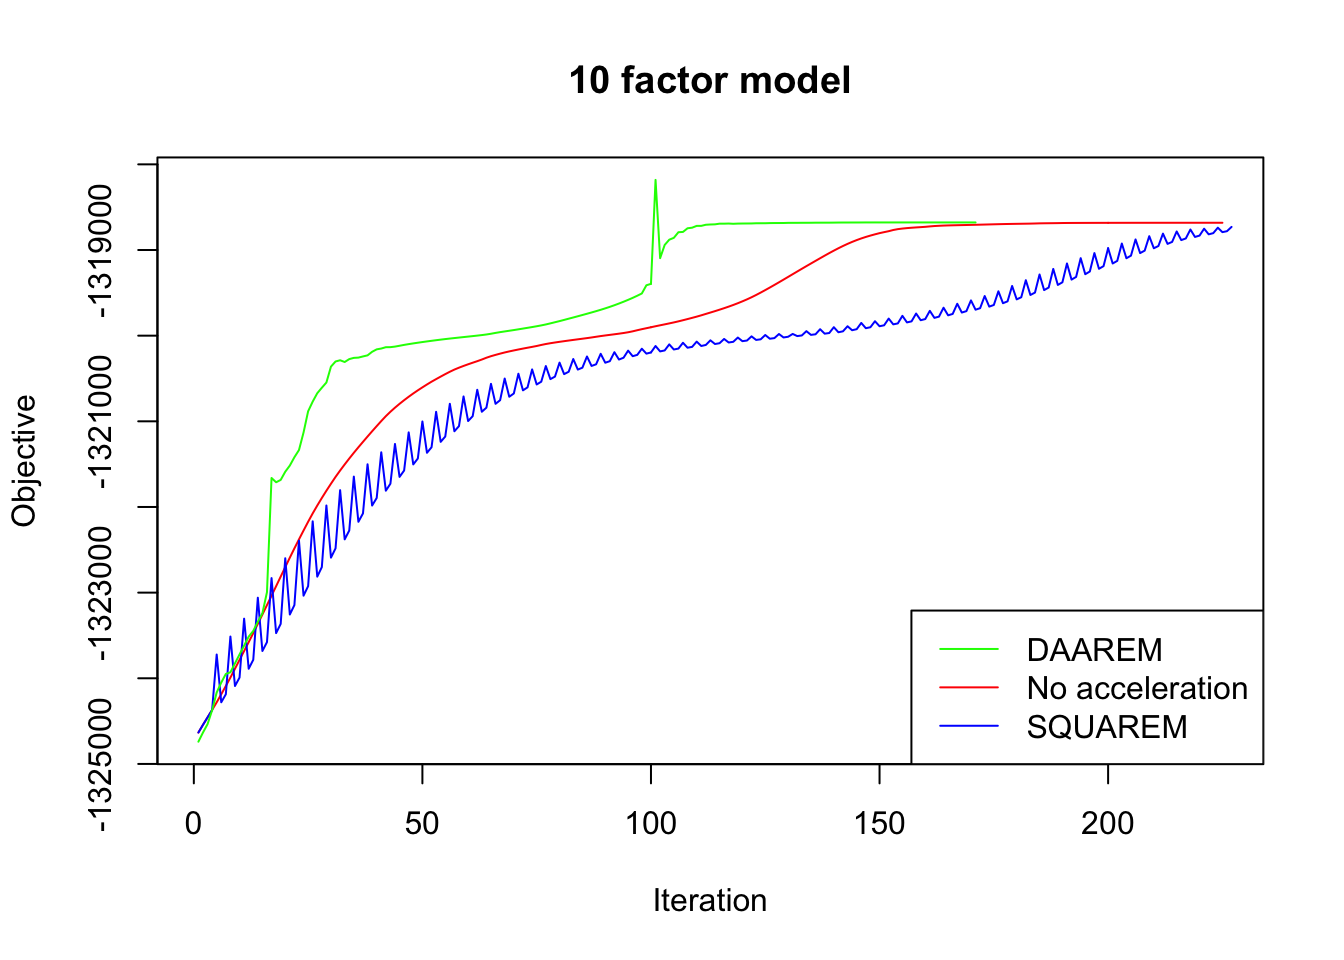 10 factor model
Objective
-1319000
-1321000
-1323000
-1325000
DAAREM
No acceleration
SQUAREM
0 50 100 150 200
Iteration